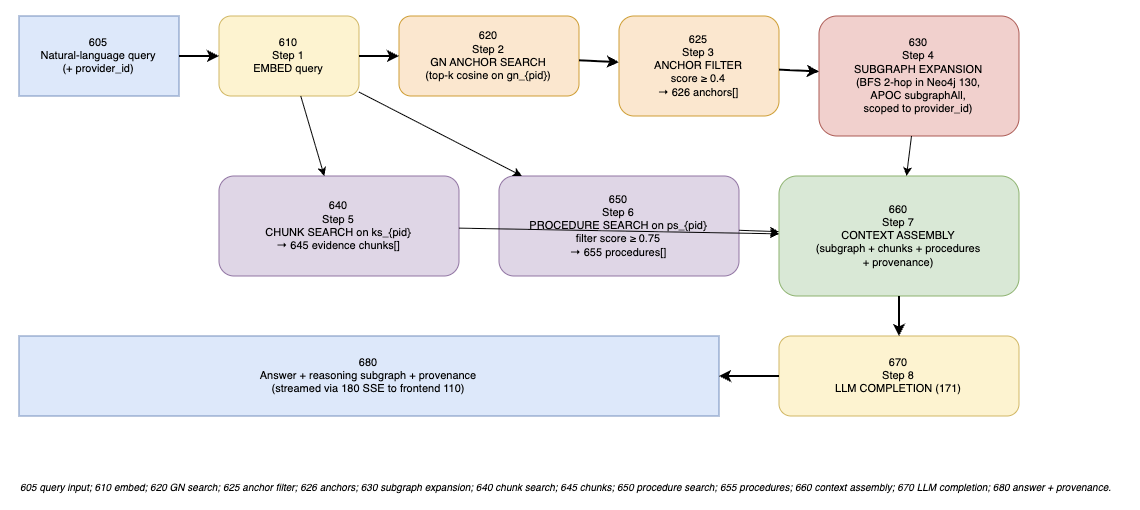 605
Natural-language query
(+ provider_id)
610
Step 1
EMBED query
620
Step 2
GN ANCHOR SEARCH
(top-k cosine on gn_{pid})
625
Step 3
ANCHOR FILTER
score ≥ 0.4
→ 626 anchors[]
630
Step 4
SUBGRAPH EXPANSION
(BFS 2-hop in Neo4j 130,
APOC subgraphAll,
scoped to provider_id)
640
Step 5
CHUNK SEARCH on ks_{pid}
→ 645 evidence chunks[]
650
Step 6
PROCEDURE SEARCH on ps_{pid}
filter score ≥ 0.75
→ 655 procedures[]
660
Step 7
CONTEXT ASSEMBLY
(subgraph + chunks + procedures
+ provenance)
680
Answer + reasoning subgraph + provenance
(streamed via 180 SSE to frontend 110)
670
Step 8
LLM COMPLETION (171)
605 query input; 610 embed; 620 GN search; 625 anchor filter; 626 anchors; 630 subgraph expansion; 640 chunk search; 645 chunks; 650 procedure search; 655 procedures; 660 context assembly; 670 LLM completion; 680 answer + provenance.